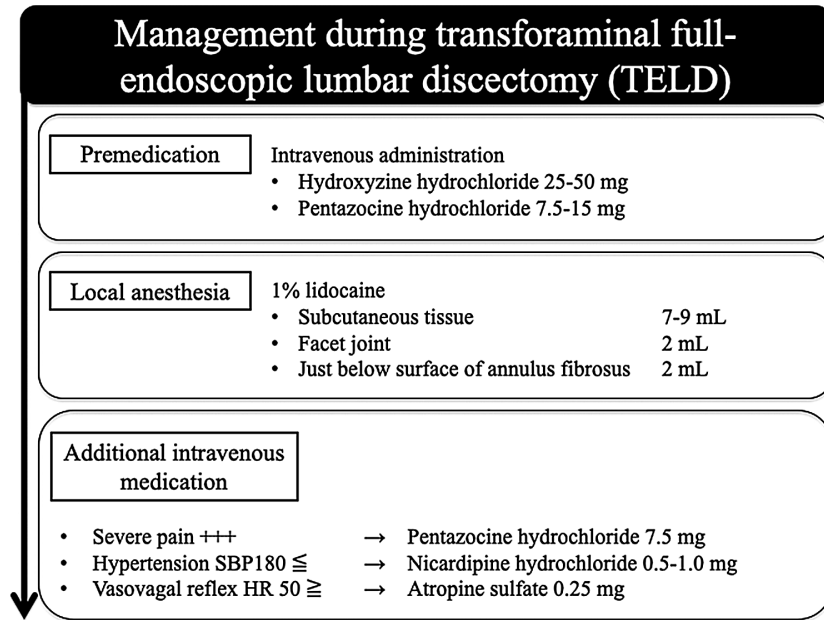 Management during transforaminal full-
endoscopic lumbar discectomy (TELD)
Premedication
Intravenous administration
• Hydroxyzine hydrochloride 25-50 mg
• Pentazocine hydrochloride 7.5-15 mg
Local anesthesia
1% lidocaine
• Subcutaneous tissue 7-9 mL
• Facet joint 2 mL
• Just below surface of annulus fibrosus 2 mL
Additional intravenous
medication
• Severe pain +++ → Pentazocine hydrochloride 7.5 mg
• Hypertension SBP180 ≦ → Nicardipine hydrochloride 0.5-1.0 mg
• Vasovagal reflex HR 50 ≧ → Atropine sulfate 0.25 mg